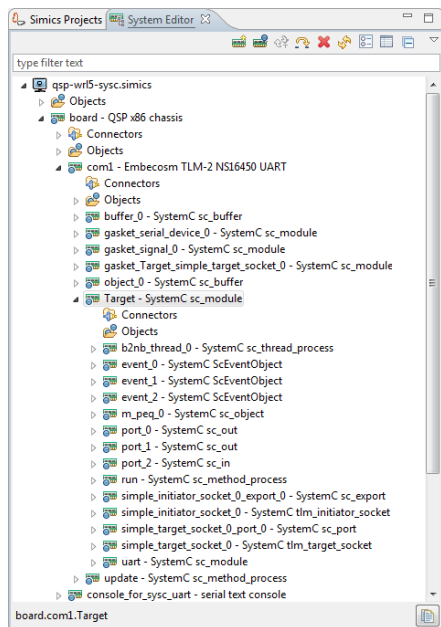 Simics Projects System Editor
type filter text
qsp-wrl5-sysc.simics
Objects
board - QSP x86 chassis
Connectors
Objects
com1 - Embecosm TLM-2 NS16450 UART
Connectors
Objects
buffer_0 - SystemC sc_buffer
gasket_serial_device_0 - SystemC sc_module
gasket_signal_0 - SystemC sc_module
gasket_Target_simple_target_socket_0 - SystemC sc_module
object_0 - SystemC sc_buffer
Target - SystemC sc_module
Connectors
Objects
b2nb_thread_0 - SystemC sc_thread_process
event_0 - SystemC ScEventObject
event_1 - SystemC ScEventObject
event_2 - SystemC ScEventObject
m_peq_0 - SystemC sc_object
port_0 - SystemC sc_out
port_1 - SystemC sc_out
port_2 - SystemC sc_in
run - SystemC sc_method_process
simple_initiator_socket_0_export_0 - SystemC sc_export
simple_initiator_socket_0 - SystemC tlm_initiator_socket
simple_target_socket_0_port_0 - SystemC sc_port
simple_target_socket_0 - SystemC tlm_target_socket
uart - SystemC sc_module
update - SystemC sc_method_process
console_for_sysc_uart - serial text console
board.com1.Target